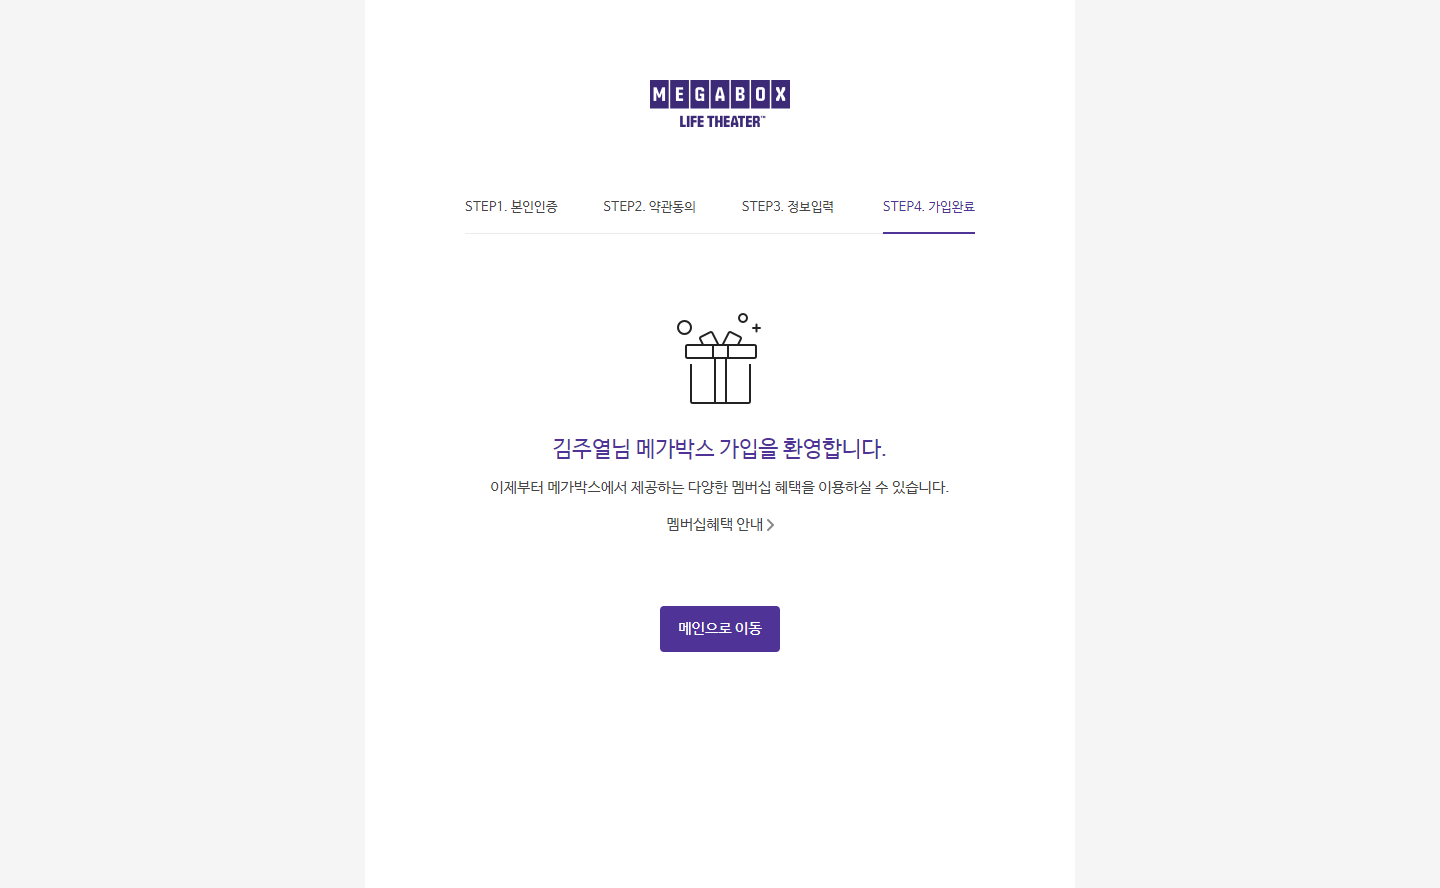 MEGABOX
LIFE THEATER™
STEP1. 본인인증 STEP2. 약관동의 STEP3. 정보입력 STEP4. 가입완료
김주열님 메가박스 가입을 환영합니다.
이제부터 메가박스에서 제공하는 다양한 멤버십 혜택을 이용하실 수 있습니다.
멤버십혜택 안내
메인으로 이동